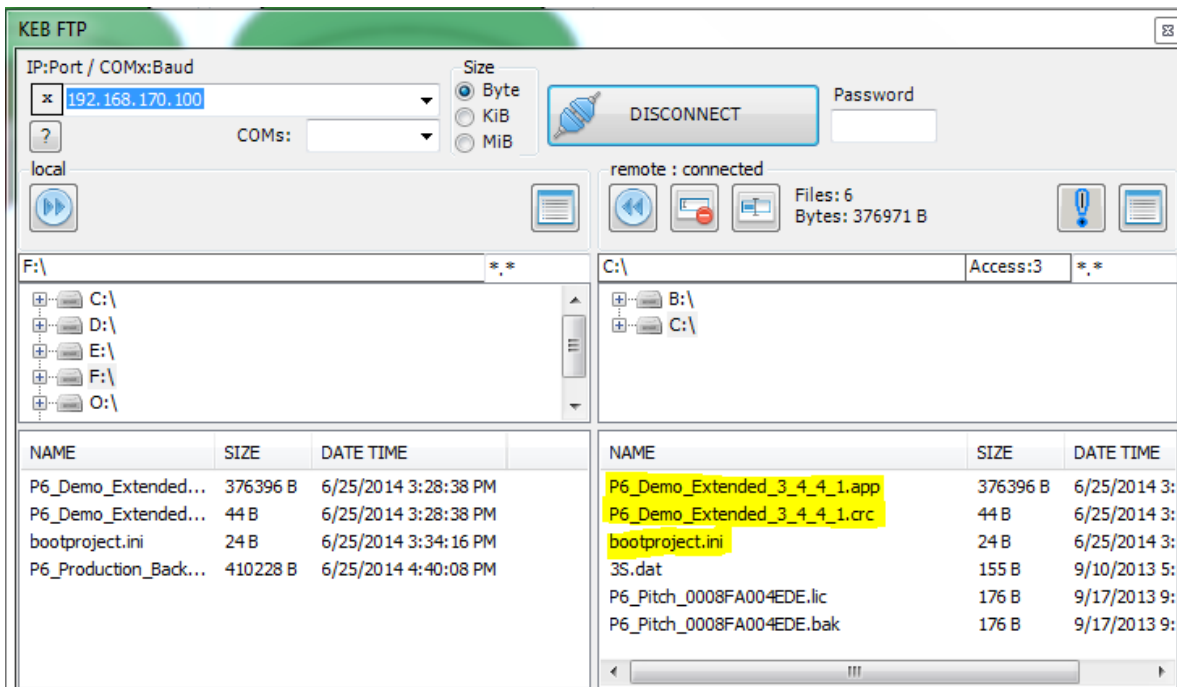 KEB FTP
IP:Port / COMx:Baud
x 192.168.170.100
? COMs:
Size
Byte
KiB
MiB
DISCONNECT
Password
local
remote : connected
Files: 6
Bytes: 376971 B
F:\ *.*
C:\ Access:3 *.*
C:\
D:\
E:\
F:\
O:\
B:\
C:\
NAME SIZE DATE TIME
P6_Demo_Extended... 376396 B 6/25/2014 3:28:38 PM
P6_Demo_Extended... 44 B 6/25/2014 3:28:38 PM
bootproject.ini 24 B 6/25/2014 3:34:16 PM
P6_Production_Back... 410228 B 6/25/2014 4:40:08 PM
NAME SIZE DATE TIME
P6_Demo_Extended_3_4_4_1.app 376396 B 6/25/2014 3:
P6_Demo_Extended_3_4_4_1.crc 44 B 6/25/2014 3:
bootproject.ini 24 B 6/25/2014 3:
3S.dat 155 B 9/10/2013 5:
P6_Pitch_0008FA004EDE.lic 176 B 9/17/2013 9:
P6_Pitch_0008FA004EDE.bak 176 B 9/17/2013 9: